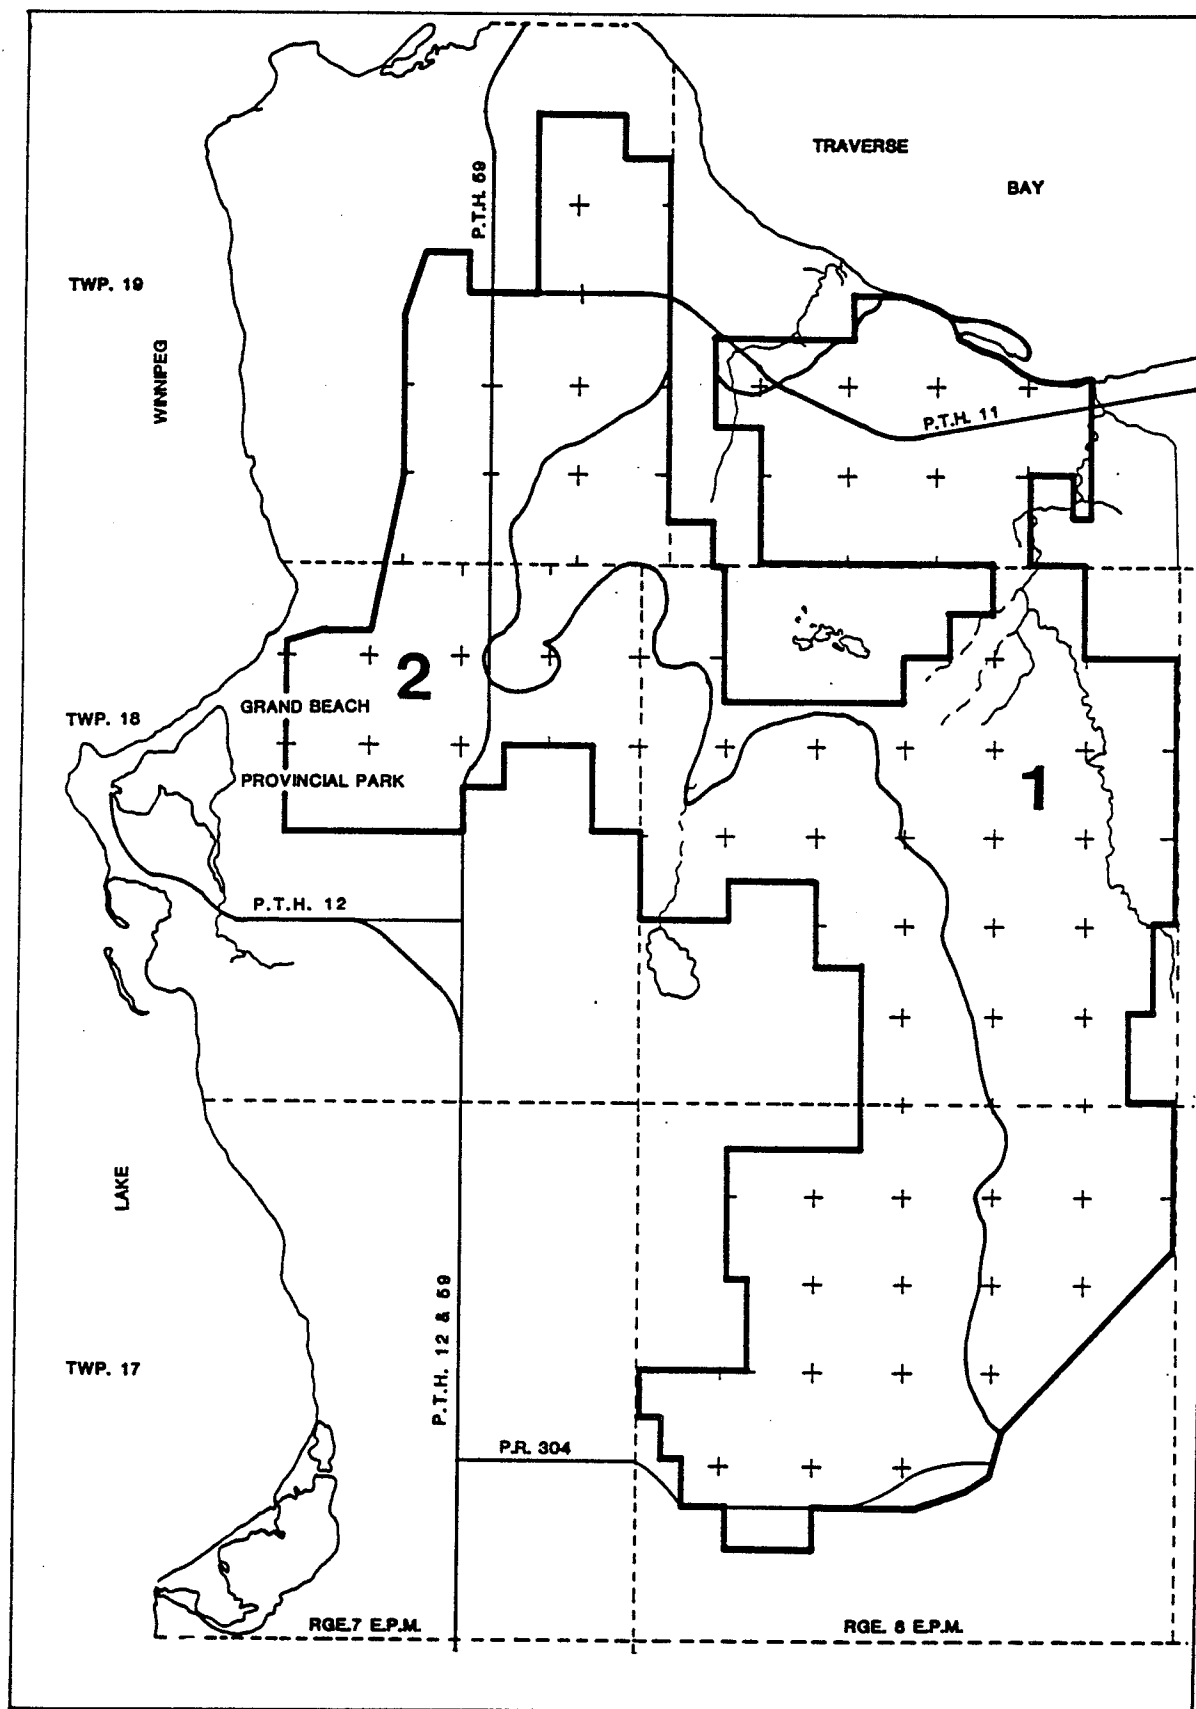 TRAVERSE
BAY
P.T.H. 59
TWP. 19
WINNIPEG
P.T.H. 11
2
GRAND BEACH
TWP. 18
PROVINCIAL PARK
1
P.T.H. 12
LAKE
P.T.H. 12 & 59
TWP. 17
P.R. 304
RGE.7 E.P.M.
RGE. 8 E.P.M.